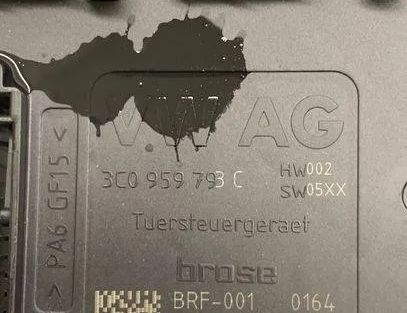 VW AG
3C0 959 793 C
HW002
SW05XX
> PA6 GF15 <
Tuersteuergeraet
brose
BRF-001 0164